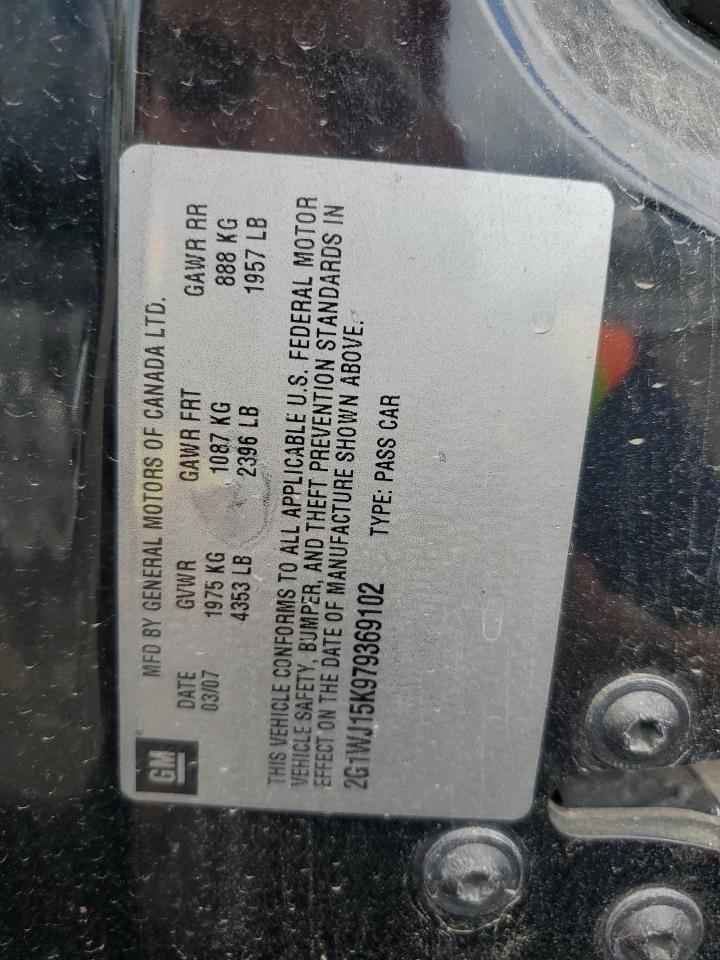 GM
MFD BY GENERAL MOTORS OF CANADA LTD.
DATE GVWR GAWR FRT GAWR RR
03/07 1975 KG 1087 KG 888 KG
4353 LB 2396 LB 1957 LB
THIS VEHICLE CONFORMS TO ALL APPLICABLE U.S. FEDERAL MOTOR
VEHICLE SAFETY, BUMPER, AND THEFT PREVENTION STANDARDS IN
EFFECT ON THE DATE OF MANUFACTURE SHOWN ABOVE.
2G1WJ15K979369102 TYPE: PASS CAR